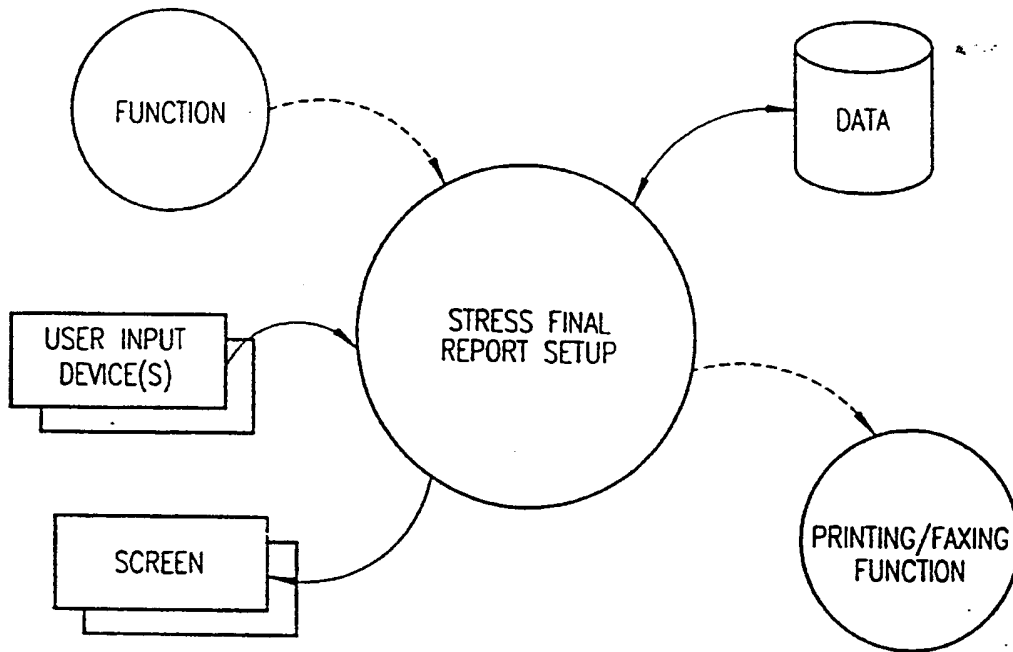 FUNCTION
DATA
STRESS FINAL
REPORT SETUP
USER INPUT
DEVICE(S)
SCREEN
PRINTING/FAXING
FUNCTION